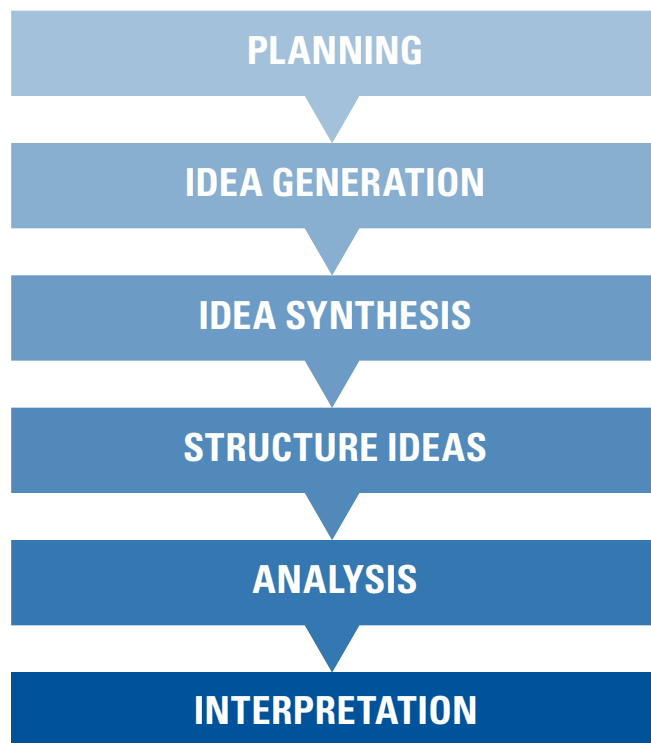 PLANNING
IDEA GENERATION
IDEA SYNTHESIS
STRUCTURE IDEAS
ANALYSIS
INTERPRETATION